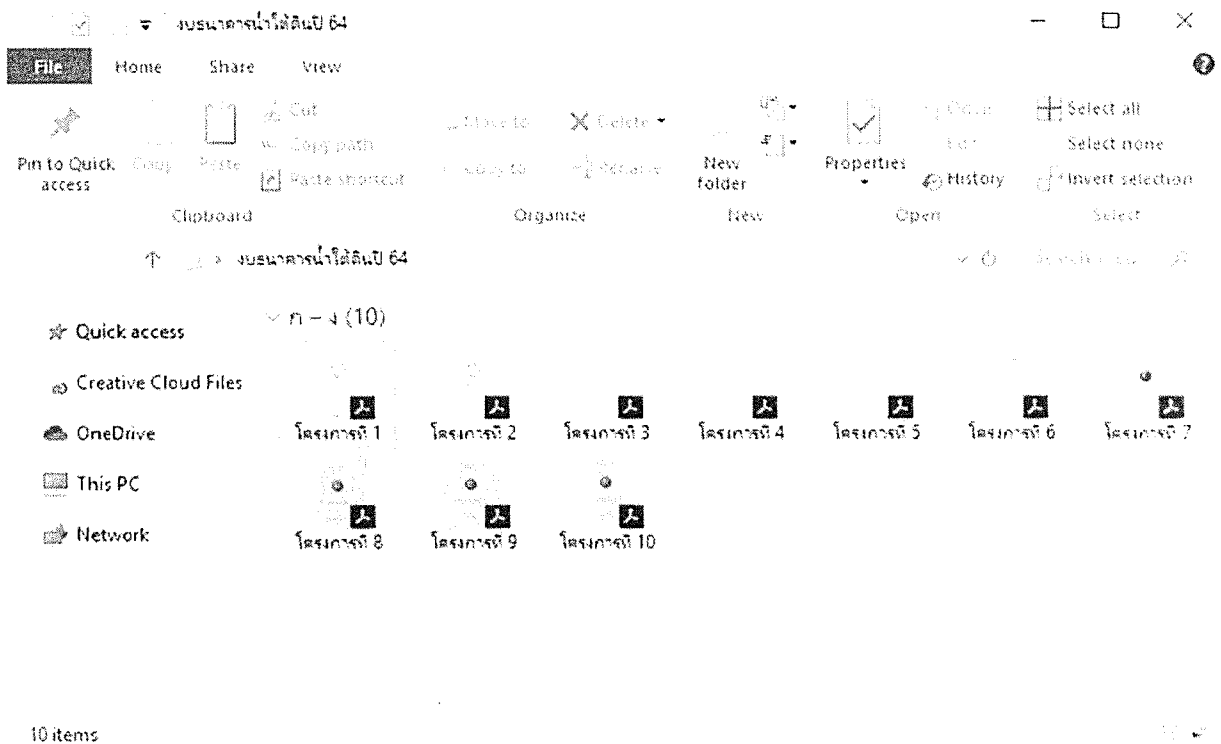 งบธนาคารน้ำใต้ดินปี 64
File Home Share View
Cut
Select all
Move to Delete
Copy path
Select none
Pin to Quick access Copy Paste
Copy to Rename
New folder
Properties
Paste shortcut
History
Invert selection
Clipboard Organize New Open Select
งบธนาคารน้ำใต้ดินปี 64
Quick access
ก – ง (10)
Creative Cloud Files
OneDrive
โครงการที่ 1 โครงการที่ 2 โครงการที่ 3 โครงการที่ 4 โครงการที่ 5 โครงการที่ 6 โครงการที่ 7
This PC
Network
โครงการที่ 8 โครงการที่ 9 โครงการที่ 10
10 items